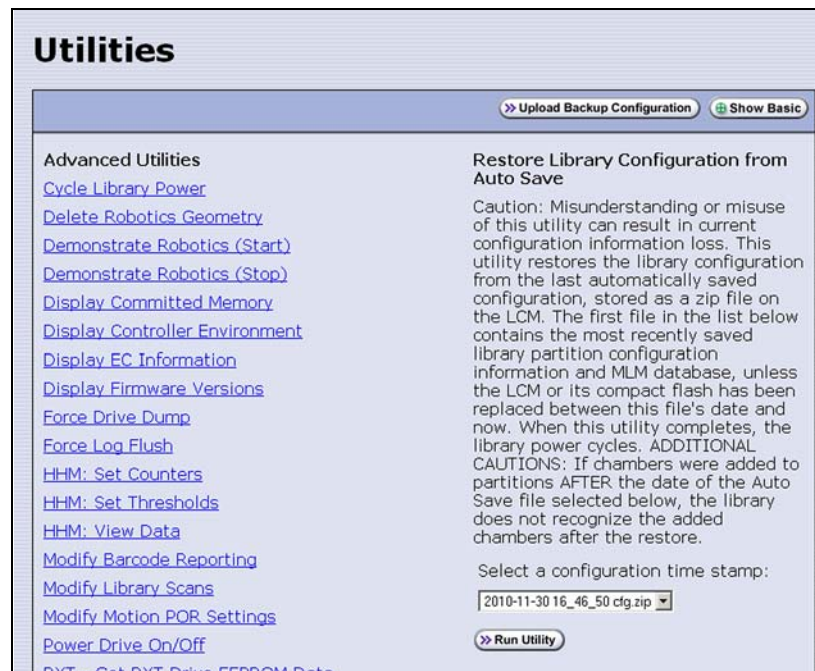 Utilities
Upload Backup Configuration
Show Basic
Advanced Utilities
Cycle Library Power
Delete Robotics Geometry
Demonstrate Robotics (Start)
Demonstrate Robotics (Stop)
Display Committed Memory
Display Controller Environment
Display EC Information
Display Firmware Versions
Force Drive Dump
Force Log Flush
HHM: Set Counters
HHM: Set Thresholds
HHM: View Data
Modify Barcode Reporting
Modify Library Scans
Modify Motion POR Settings
Power Drive On/Off
Restore Library Configuration from
Auto Save
Caution: Misunderstanding or misuse
of this utility can result in current
configuration information loss. This
utility restores the library configuration
from the last automatically saved
configuration, stored as a zip file on
the LCM. The first file in the list below
contains the most recently saved
library partition configuration
information and MLM database, unless
the LCM or its compact flash has been
replaced between this file's date and
now. When this utility completes, the
library power cycles. ADDITIONAL
CAUTIONS: If chambers were added to
partitions AFTER the date of the Auto
Save file selected below, the library
does not recognize the added
chambers after the restore.
Select a configuration time stamp:
2010-11-30 16_46_50 cfg.zip
Run Utility